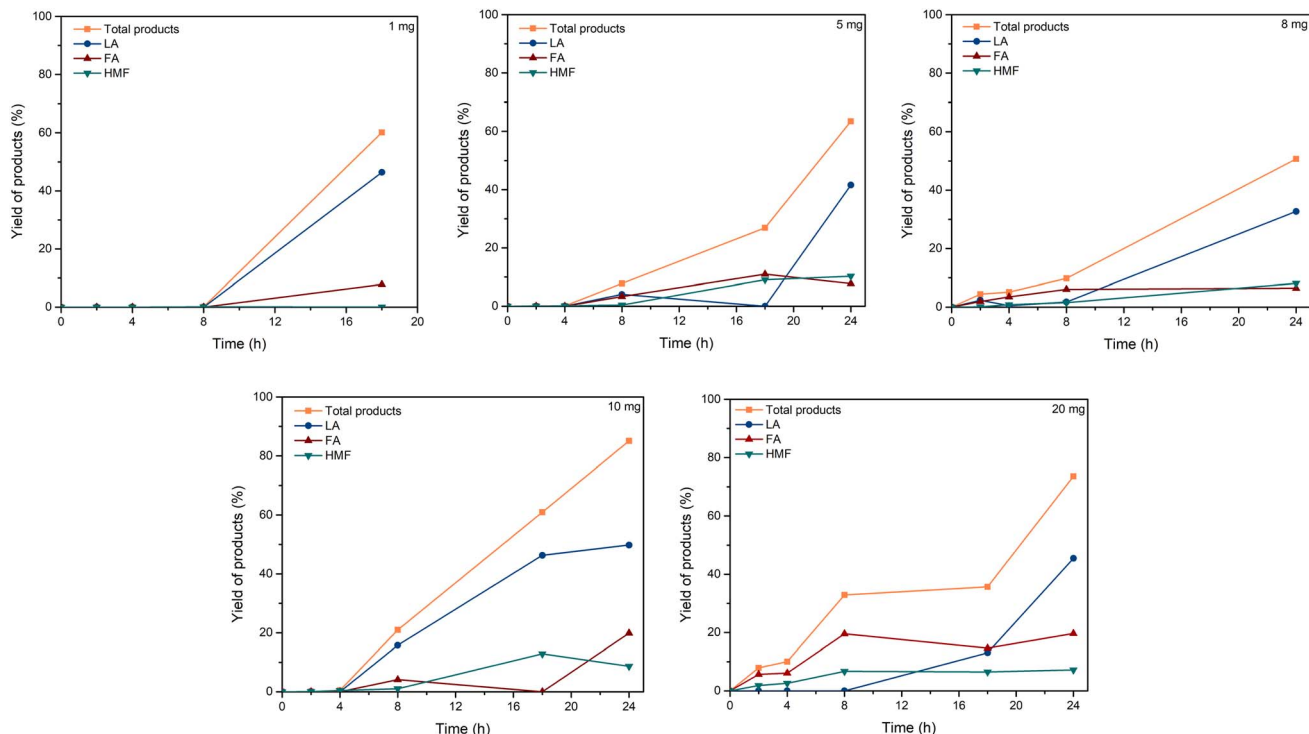 1 mg
Total products
LA
FA
HMF
Yield of products (%)
100
80
60
40
20
0
0 4 8 12 16 20
Time (h)
5 mg
Total products
LA
FA
HMF
Yield of products (%)
100
80
60
40
20
0
0 4 8 12 16 20 24
Time (h)
8 mg
Total products
LA
FA
HMF
Yield of products (%)
100
80
60
40
20
0
0 4 8 12 16 20 24
Time (h)
10 mg
Total products
LA
FA
HMF
Yield of products (%)
100
80
60
40
20
0
0 4 8 12 16 20 24
Time (h)
20 mg
Total products
LA
FA
HMF
Yield of products (%)
100
80
60
40
20
0
0 4 8 12 16 20 24
Time (h)